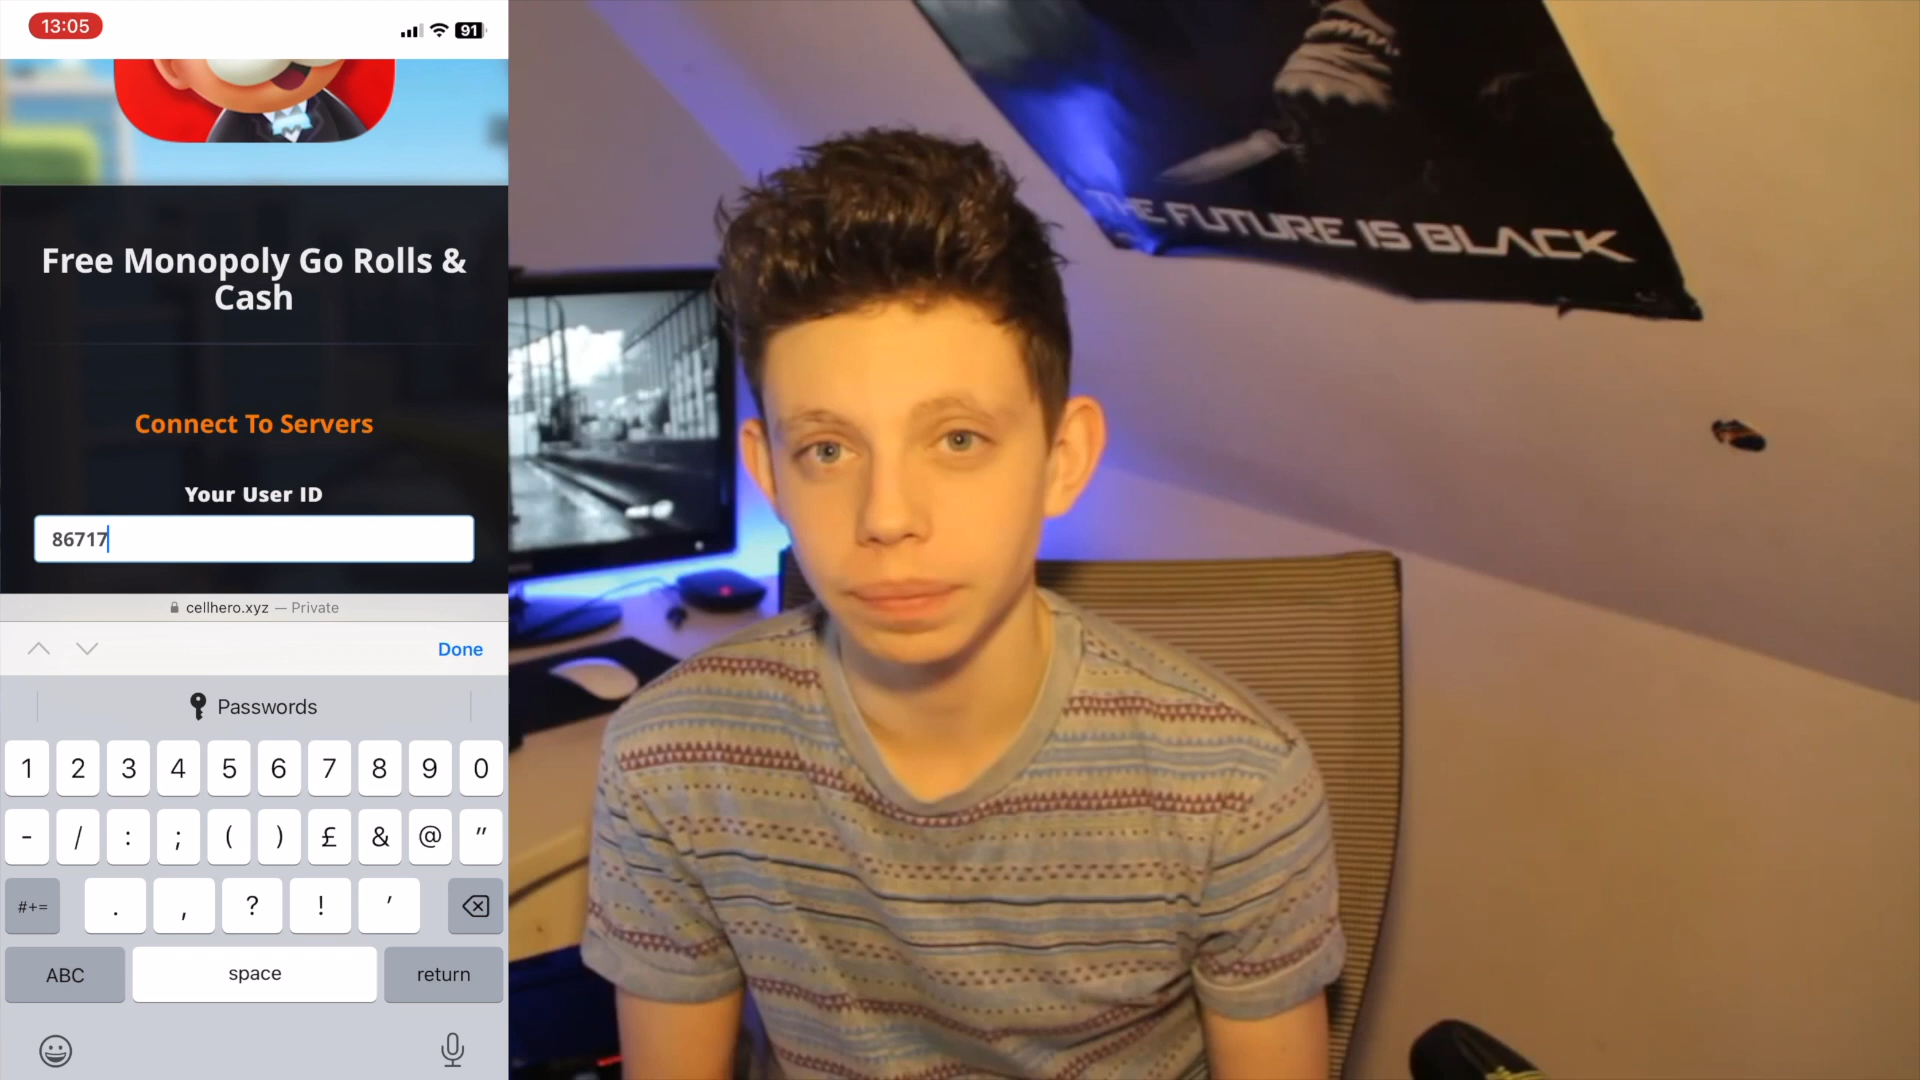 13:05
91
Free Monopoly Go Rolls &
Cash
Connect To Servers
Your User ID
86717
cellhero.xyz — Private
Done
Passwords
1 2 3 4 5 6 7 8 9 0
- / : ; ( ) £ & @ "
#+= . , ? ! '
ABC space return
THE FUTURE IS BLACK